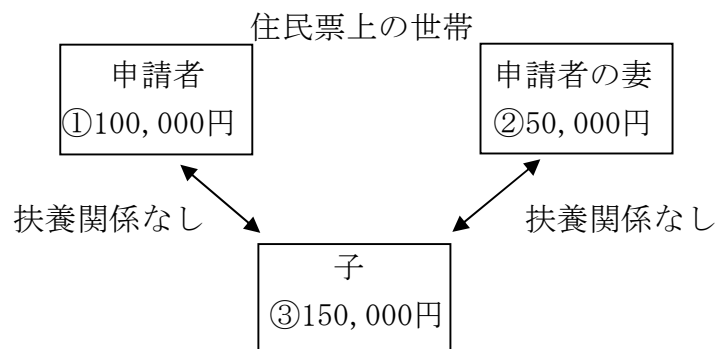 住民票上の世帯
申請者
①100,000円
申請者の妻
②50,000円
扶養関係なし
扶養関係なし
子
③150,000円